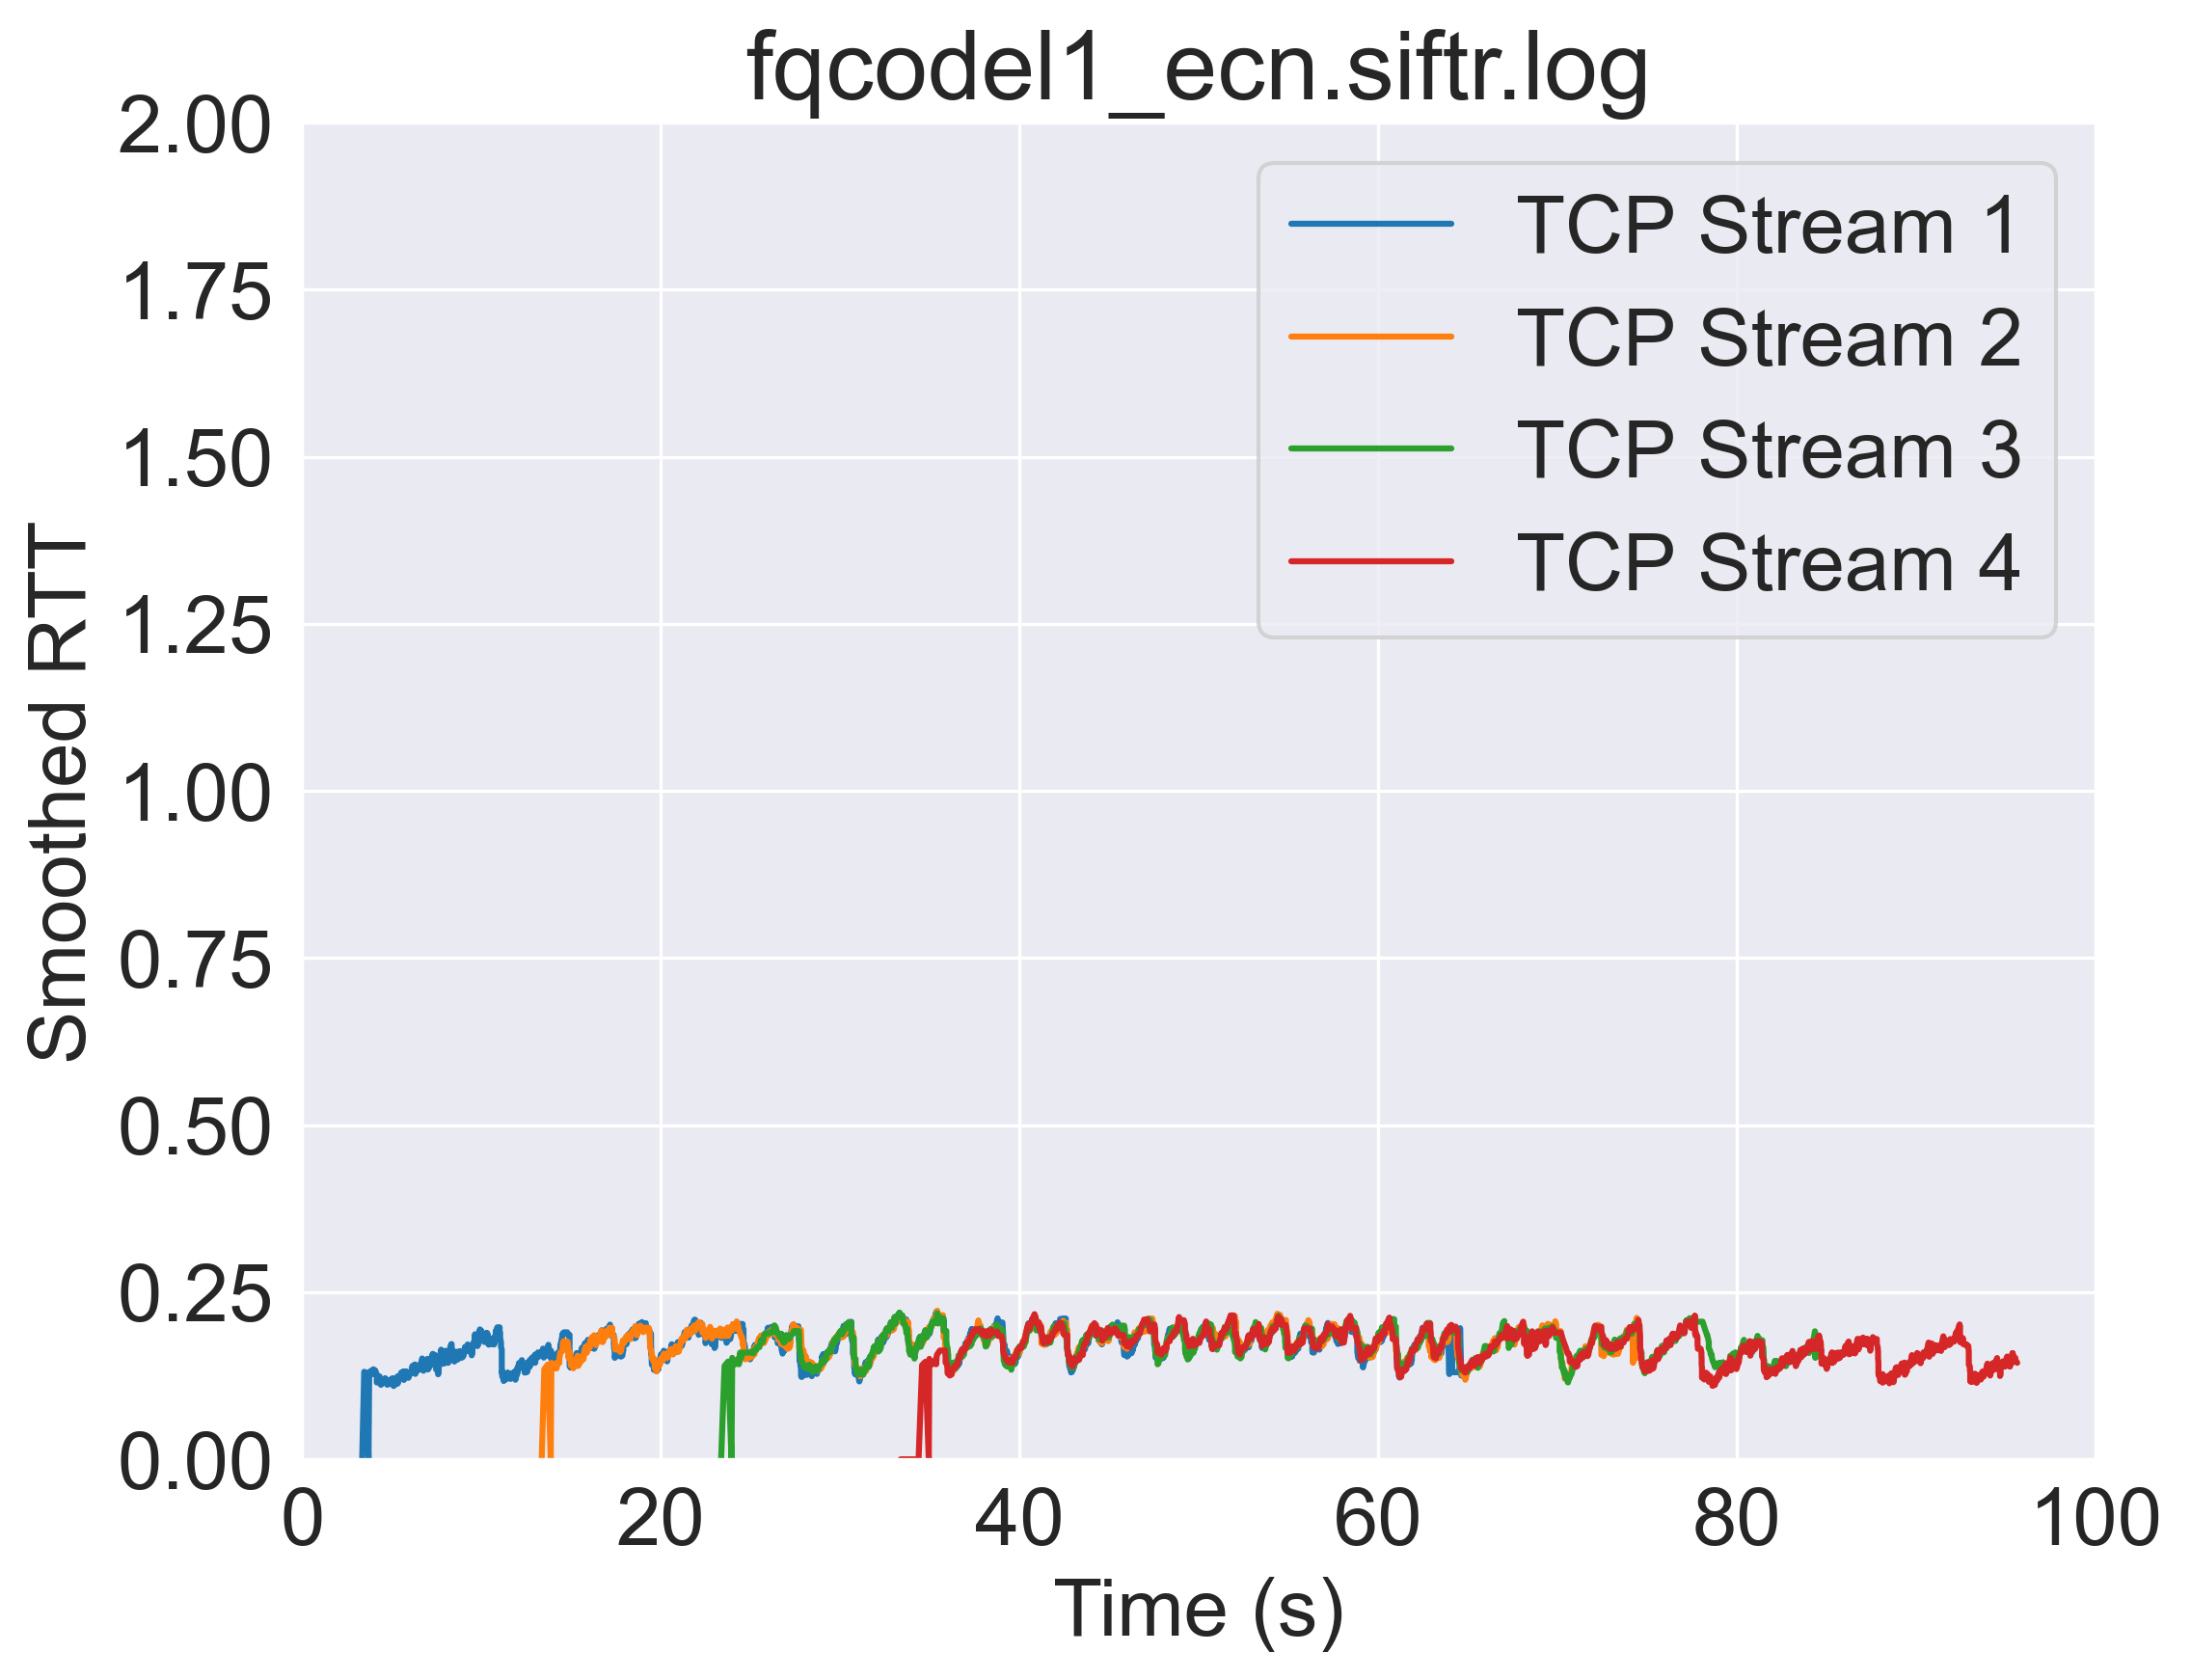 fqcodel1_ecn.siftr.log
2.00
1.75
1.50
1.25
1.00
0.75
0.50
0.25
0.00
Smoothed RTT
TCP Stream 1
TCP Stream 2
TCP Stream 3
TCP Stream 4
0 20 40 60 80 100
Time (s)